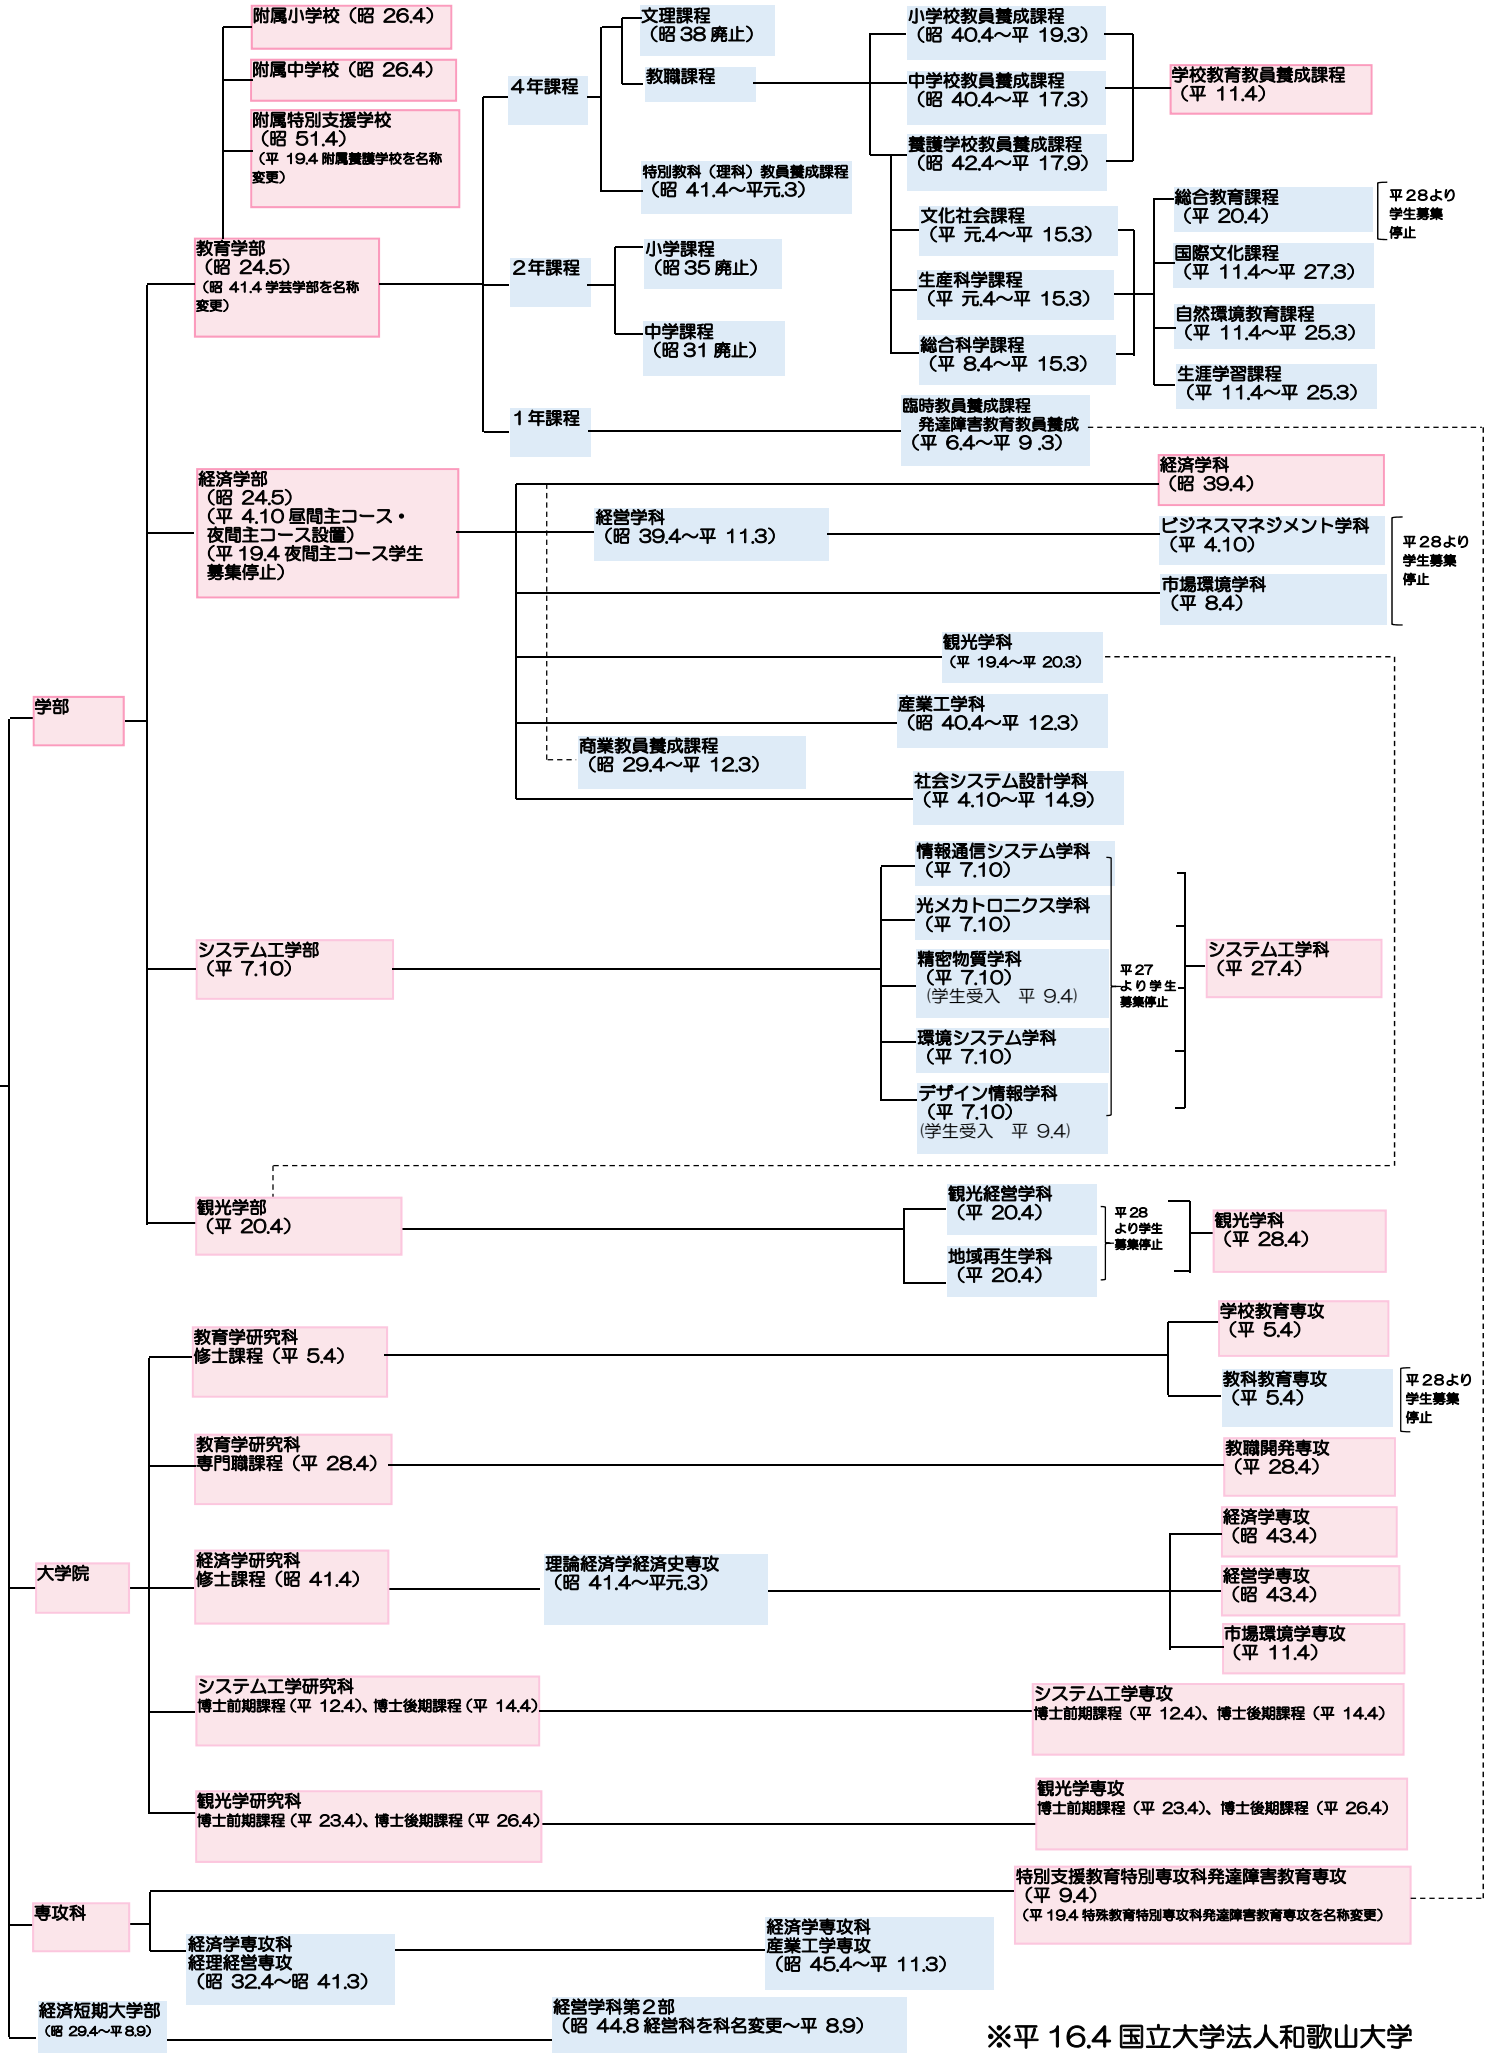 附属小学校（昭 26.4）
附属中学校（昭 26.4）
附属特別支援学校
（昭 51.4）
（平 19.4 附属養護学校を名称
変更）
教育学部
（昭 24.5）
（昭 41.4 学芸学部を名称
変更）
4年課程
文理課程
（昭 38 廃止）
教職課程
特別教科（理科）教員養成課程
（昭 41.4～平元.3）
2年課程
小学課程
（昭 35 廃止）
中学課程
（昭 31 廃止）
1年課程
小学校教員養成課程
（昭 40.4～平 19.3）
中学校教員養成課程
（昭 40.4～平 17.3）
養護学校教員養成課程
（昭 42.4～平 17.9）
学校教育教員養成課程
（平 11.4）
文化社会課程
（平 元.4～平 15.3）
生産科学課程
（平 元.4～平 15.3）
総合科学課程
（平 8.4～平 15.3）
総合教育課程
（平 20.4）
平 28より
学生募集
停止
国際文化課程
（平 11.4～平 27.3）
自然環境教育課程
（平 11.4～平 25.3）
生涯学習課程
（平 11.4～平 25.3）
臨時教員養成課程
発達障害教育教員養成
（平 6.4～平 9 .3）
経済学部
（昭 24.5）
（平 4.10 昼間主コース・
夜間主コース設置）
（平 19.4 夜間主コース学生
募集停止）
経済学科
（昭 39.4）
経営学科
（昭 39.4～平 11.3）
ビジネスマネジメント学科
（平 4.10）
市場環境学科
（平 8.4）
平 28より
学生募集
停止
観光学科
（平 19.4～平 20.3）
産業工学科
（昭 40.4～平 12.3）
商業教員養成課程
（昭 29.4～平 12.3）
社会システム設計学科
（平 4.10～平 14.9）
学部
システム工学部
（平 7.10）
情報通信システム学科
（平 7.10）
光メカトロニクス学科
（平 7.10）
精密物質学科
（平 7.10）
(学生受入　平 9.4)
環境システム学科
（平 7.10）
デザイン情報学科
（平 7.10）
(学生受入　平 9.4)
平 27
より学生
募集停止
システム工学科
（平 27.4）
観光学部
（平 20.4）
観光経営学科
（平 20.4）
地域再生学科
（平 20.4）
平 28
より学生
募集停止
観光学科
（平 28.4）
大学院
教育学研究科
修士課程（平 5.4）
学校教育専攻
（平 5.4）
教科教育専攻
（平 5.4）
平 28より
学生募集
停止
教育学研究科
専門職課程（平 28.4）
教職開発専攻
（平 28.4）
経済学研究科
修士課程（昭 41.4）
理論経済学経済史専攻
（昭 41.4～平元.3）
経済学専攻
（昭 43.4）
経営学専攻
（昭 43.4）
市場環境学専攻
（平 11.4）
システム工学研究科
博士前期課程（平 12.4）、博士後期課程（平 14.4）
システム工学専攻
博士前期課程（平 12.4）、博士後期課程（平 14.4）
観光学研究科
博士前期課程（平 23.4）、博士後期課程（平 26.4）
観光学専攻
博士前期課程（平 23.4）、博士後期課程（平 26.4）
専攻科
特別支援教育特別専攻科発達障害教育専攻
（平 9.4）
（平 19.4 特殊教育特別専攻科発達障害教育専攻を名称変更）
経済学専攻科
経理経営専攻
（昭 32.4～昭 41.3）
経済学専攻科
産業工学専攻
（昭 45.4～平 11.3）
経済短期大学部
（昭 29.4～平 8.9）
経営学科第2部
（昭 44.8 経営科を科名変更～平 8.9）
※平 16.4 国立大学法人和歌山大学